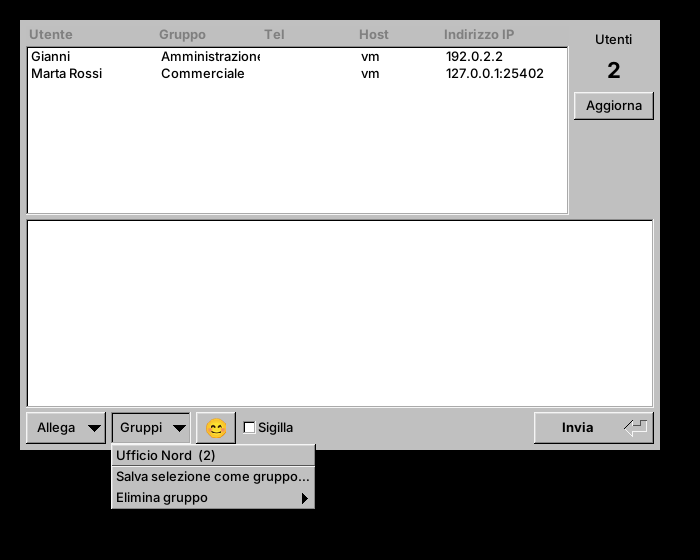 Utente Gruppo Tel Host Indirizzo IP
Utenti
2
Aggiorna
Gianni Amministrazione vm 192.0.2.2
Marta Rossi Commerciale vm 127.0.0.1:25402
Allega Gruppi Sigilla Invia
Ufficio Nord (2)
Salva selezione come gruppo...
Elimina gruppo